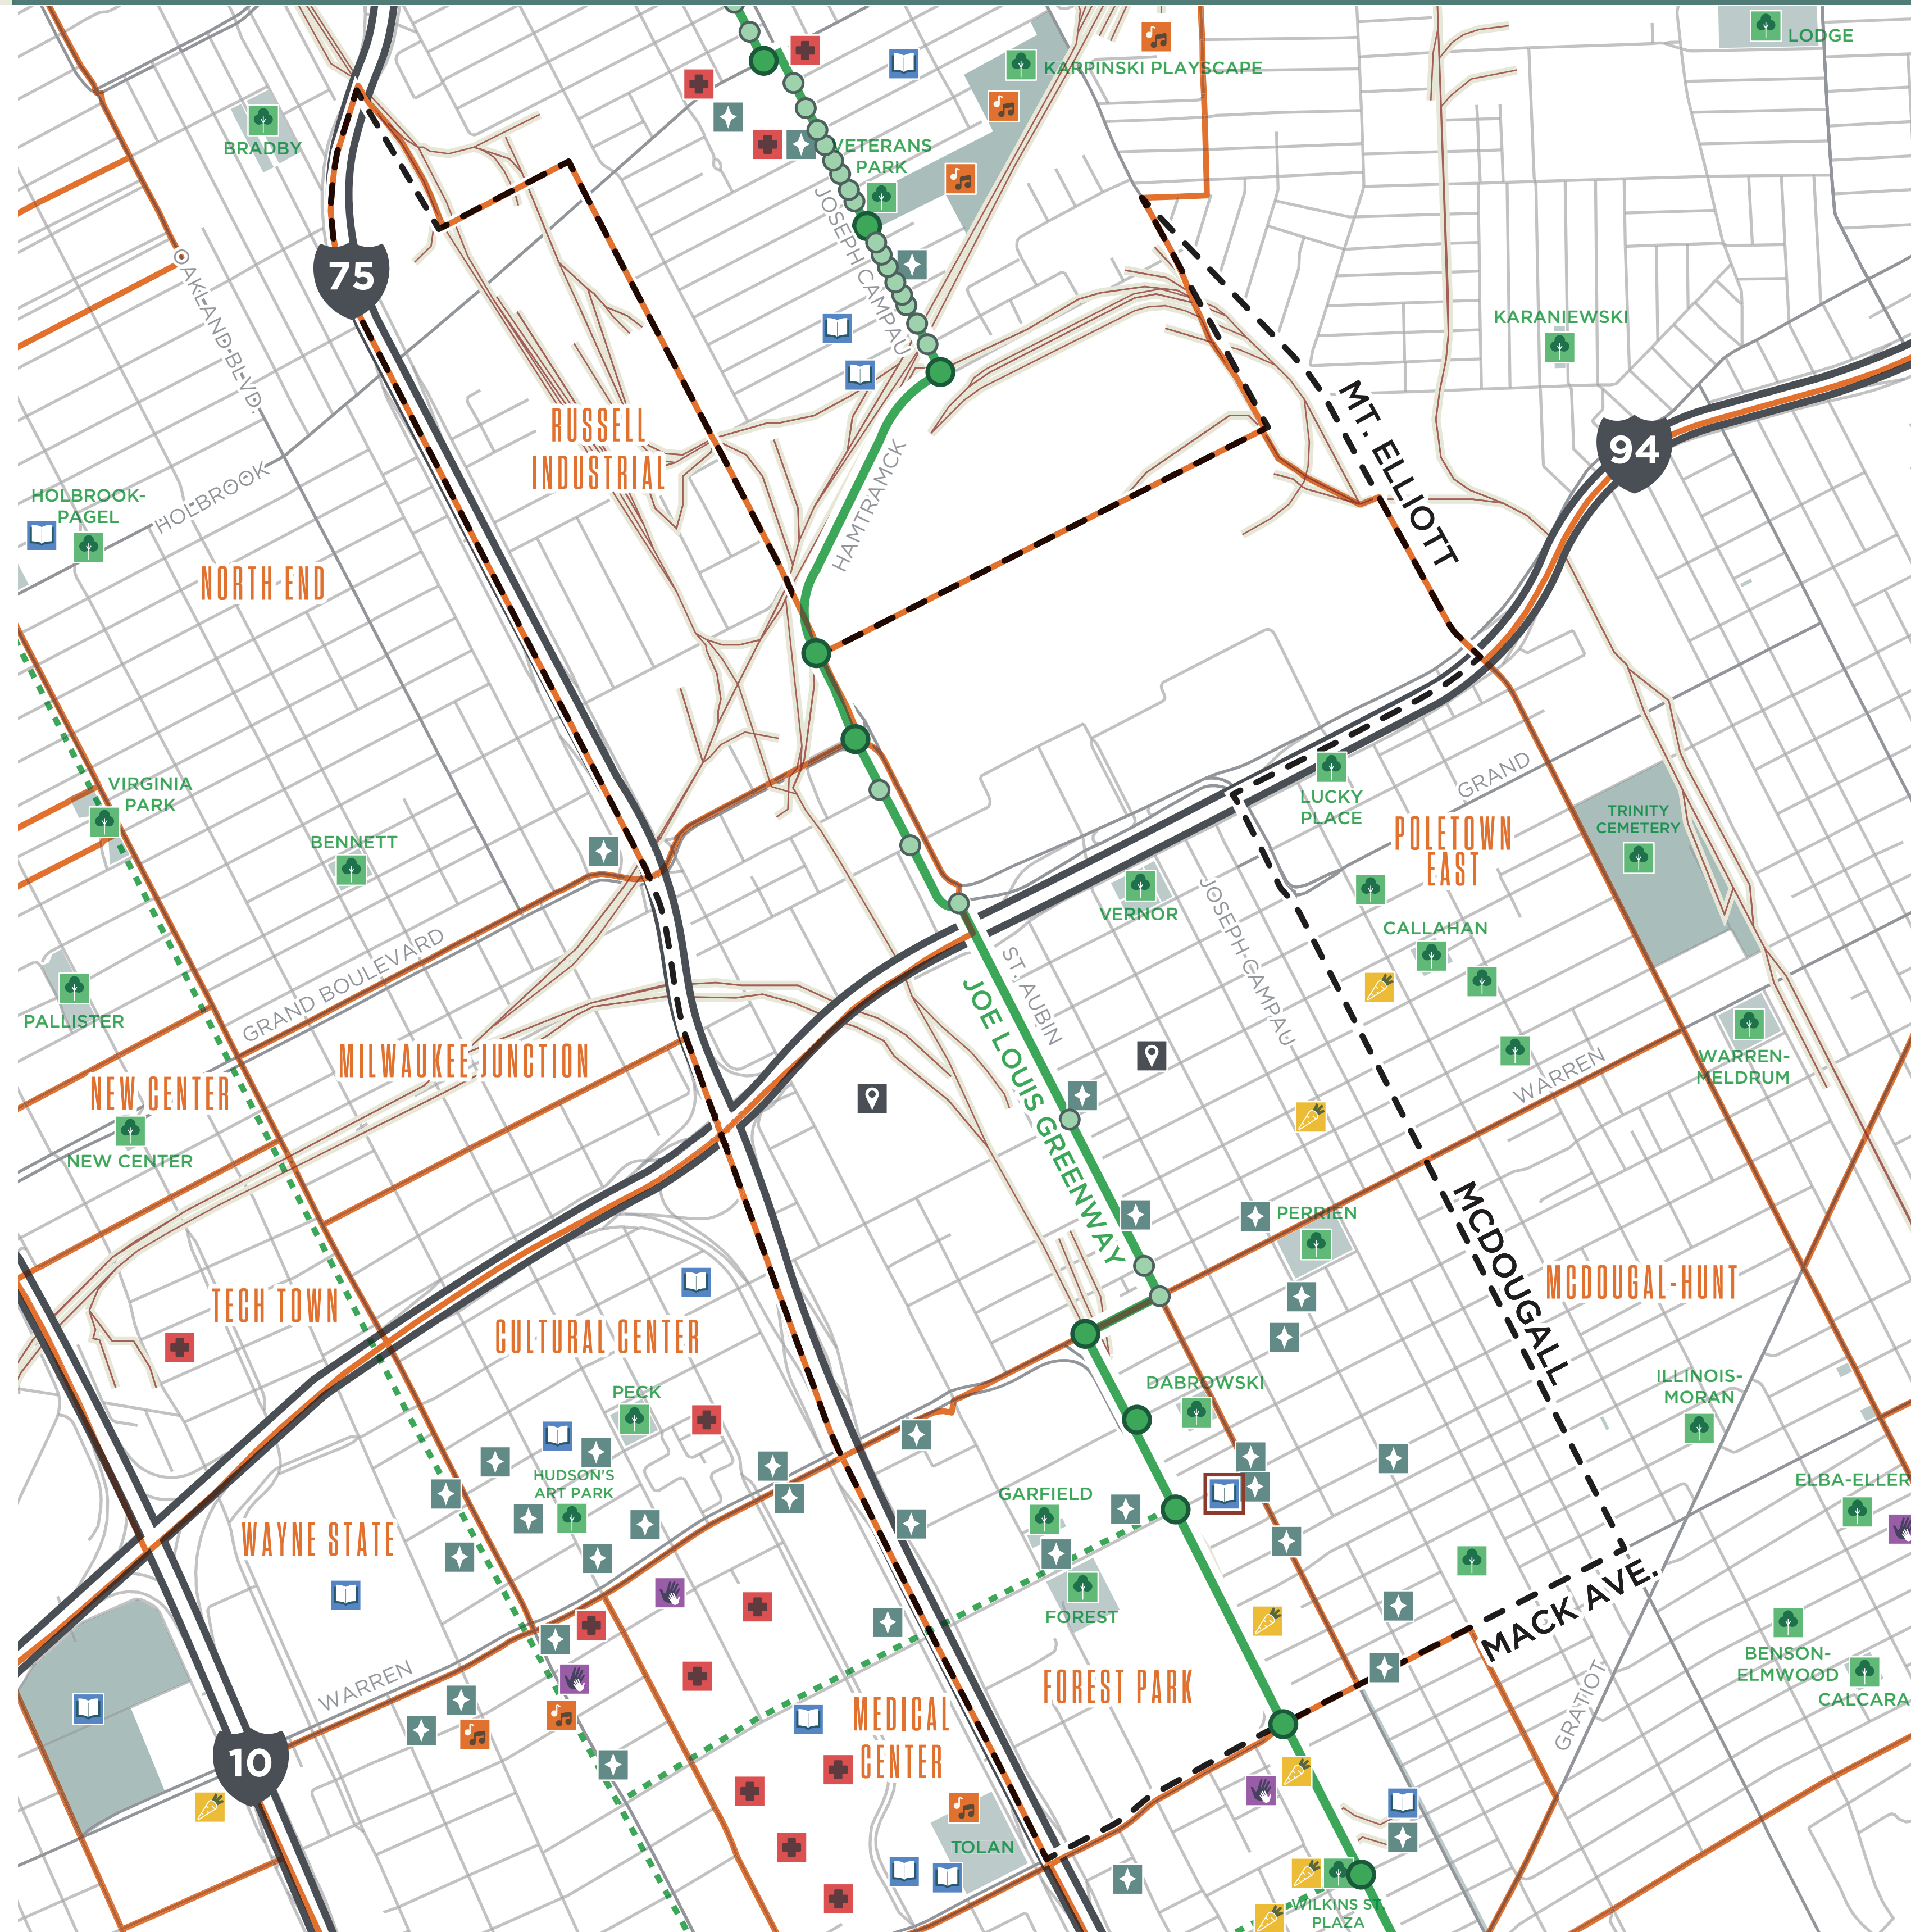 LODGE
KARPINSKI PLAYSCAPE
BRADBY
VETERANS
PARK
JOSEPH CAMPAU
75
OAKLAND BLVD.
KARANIEWSKI
MT. ELLIOTT
RUSSELL
INDUSTRIAL
94
HAMTRAMCK
HOLBROOK
HOLBROOK-
PAGEL
NORTH END
VIRGINIA
PARK
BENNETT
LUCKY
PLACE
GRAND
POLETOWN
EAST
TRINITY
CEMETERY
VERNOR
JOSEPH CAMPAU
CALLAHAN
GRAND BOULEVARD
ST. AUBIN
JOE LOUIS GREENWAY
PALLISTER
MILWAUKEE JUNCTION
NEW CENTER
NEW CENTER
WARREN
WARREN-
MELDRUM
PERRIEN
MCDOUGALL
MCDOUGAL-HUNT
TECH TOWN
CULTURAL CENTER
PECK
DABROWSKI
ILLINOIS-
MORAN
HUDSON'S
ART PARK
GARFIELD
ELBA-ELLER
WAYNE STATE
FOREST
MACK AVE.
BENSON-
ELMWOOD
CALCARA
WARREN
FOREST PARK
GRATIOT
MEDICAL
CENTER
10
TOLAN
WILKINS ST.
PLAZA